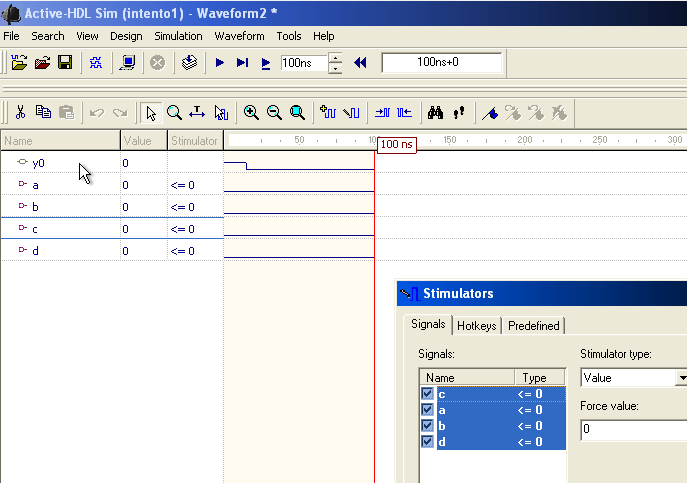 Active-HDL Sim (intento1) - Waveform2 *
File Search View Design Simulation Waveform Tools Help
100ns 100ns+0
Name Value Stimulator 50 100 150 200 250 300
100 ns
y0 0
a 0 <= 0
b 0 <= 0
c 0 <= 0
d 0 <= 0
Stimulators
Signals Hotkeys Predefined
Signals: Stimulator type:
Name Type Value
c <= 0
a <= 0 Force value:
b <= 0 0
d <= 0